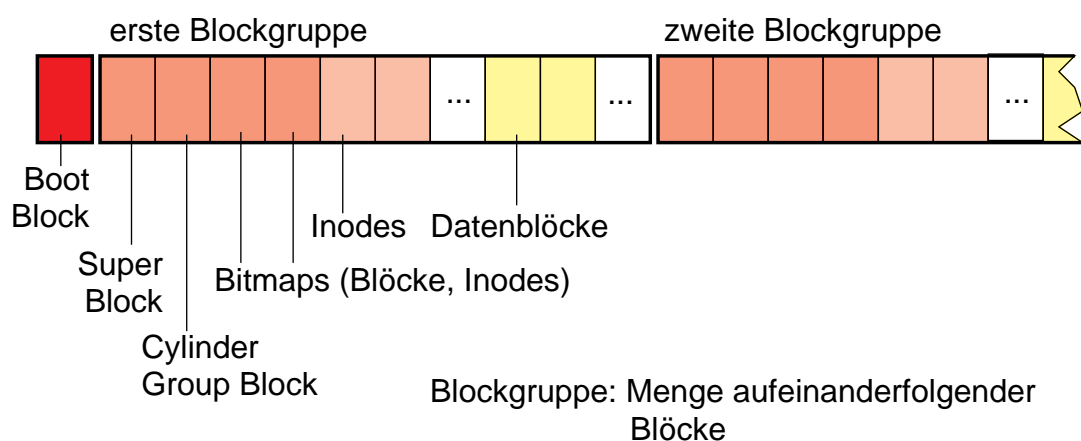 erste Blockgruppe
zweite Blockgruppe
...
...
...
Boot
Block
Inodes
Datenblöcke
Super
Block
Bitmaps (Blöcke, Inodes)
Cylinder
Group Block
Blockgruppe: Menge aufeinanderfolgender
Blöcke